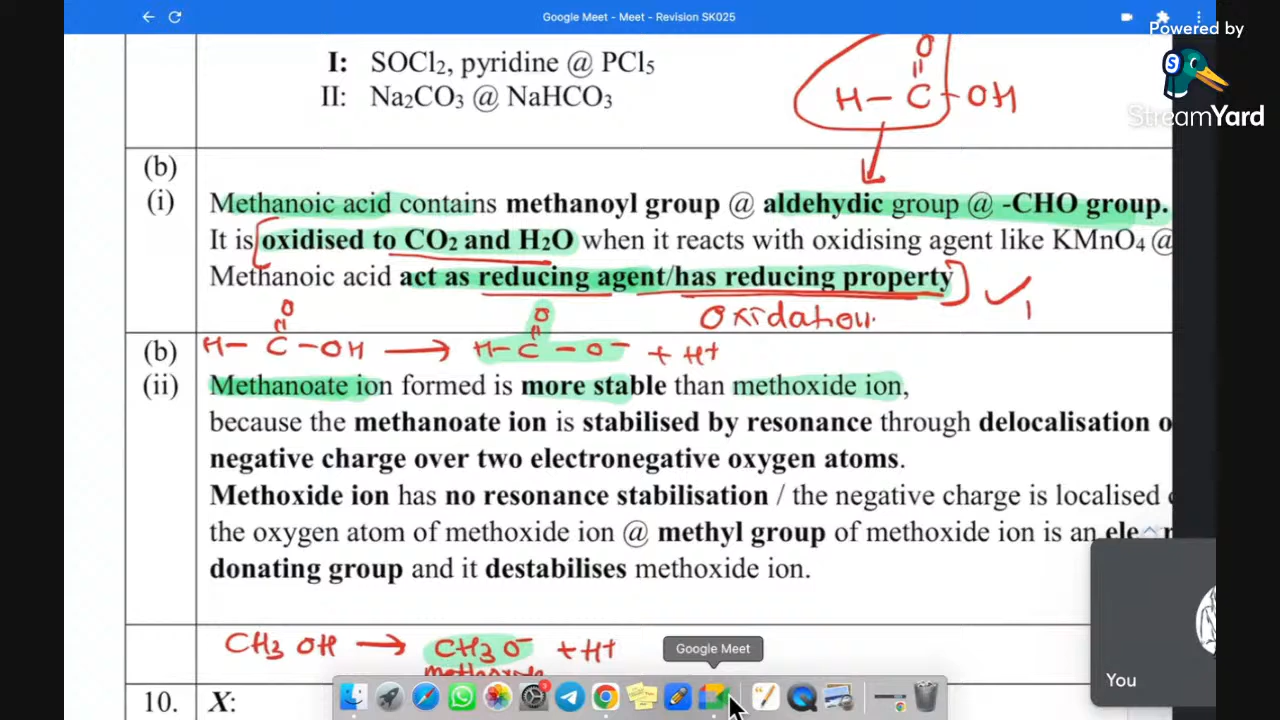 Google Meet - Meet - Revision SK025
Powered by
StreamYard
I: SOCl2, pyridine @ PCl5
II: Na2CO3 @ NaHCO3
O
H—C—OH
(b)
(i) Methanoic acid contains methanoyl group @ aldehydic group @ -CHO group.
It is oxidised to CO2 and H2O when it reacts with oxidising agent like KMnO4 @
Methanoic acid act as reducing agent/has reducing property
1
Oxidation.
O O
(b) H—C—OH → H—C—O− + H+
(ii) Methanoate ion formed is more stable than methoxide ion,
because the methanoate ion is stabilised by resonance through delocalisation
negative charge over two electronegative oxygen atoms.
Methoxide ion has no resonance stabilisation / the negative charge is localised
the oxygen atom of methoxide ion @ methyl group of methoxide ion is an
donating group and it destabilises methoxide ion.
CH3OH → CH3O− + H+
Google Meet
You
10. X: